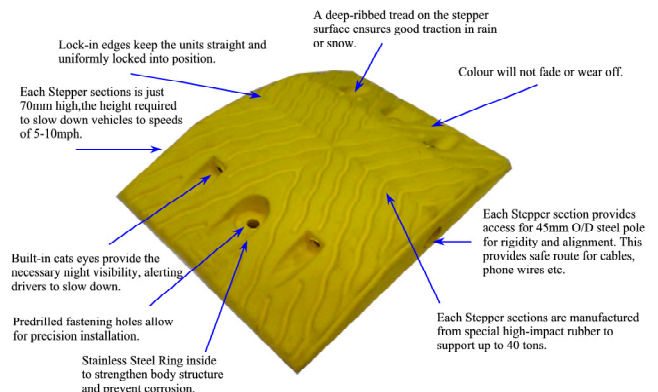 A deep-ribbed tread on the stepper
surface ensures good traction in rain
or snow.
Lock-in edges keep the units straight and
uniformly locked into position.
Colour will not fade or wear off.
Each Stepper sections is just
70mm high,the height required
to slow down vehicles to speeds
of 5-10mph.
Each Stepper section provides
access for 45mm O/D steel pole
for rigidity and alignment. This
provides safe route for cables,
phone wires etc.
Built-in cats eyes provide the
necessary night visibility, alerting
drivers to slow down.
Predrilled fastening holes allow
for precision installation.
Each Stepper sections are manufactured
from special high-impact rubber to
support up to 40 tons.
Stainless Steel Ring inside
to strengthen body structure
and prevent corrosion.